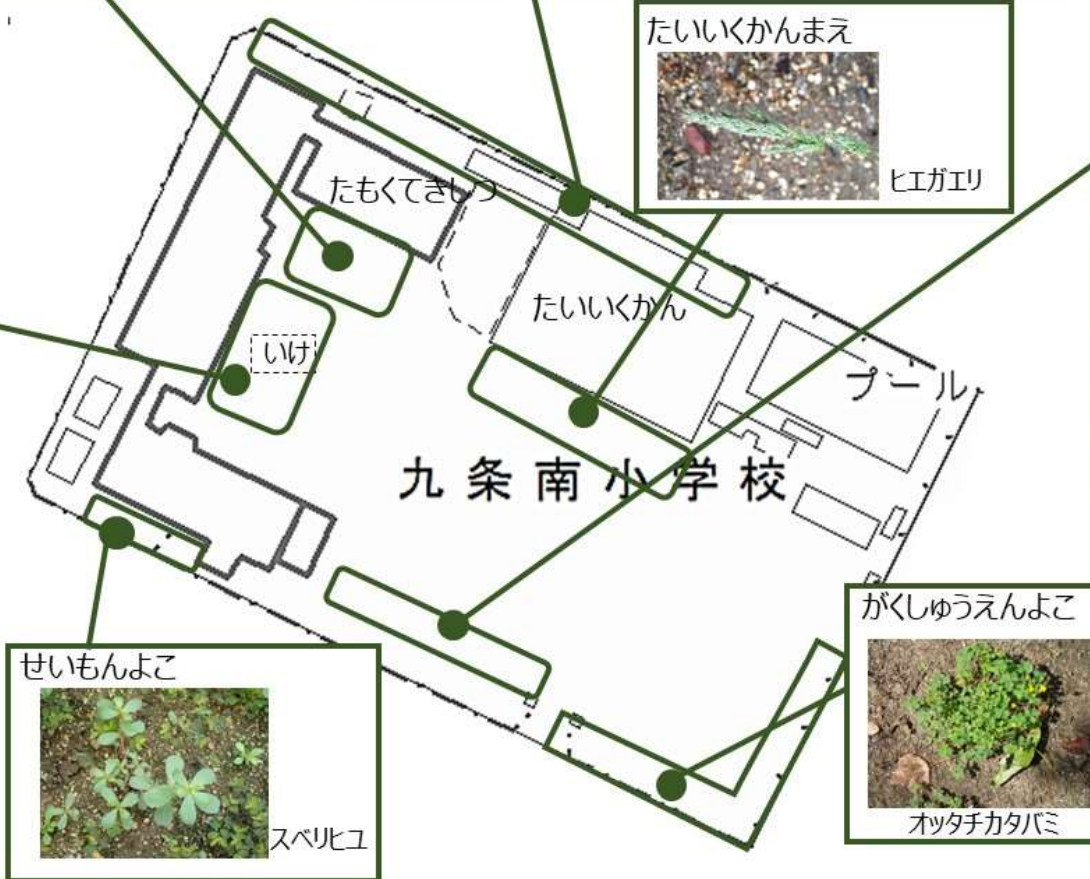 たいいくかんまえ
ヒエガエリ
たもくてきしつ
たいいくかん
いけ
プール
九条南小学校
がくしゅうえんよこ
オッタチカタバミ
せいもんよこ
スベリヒユ